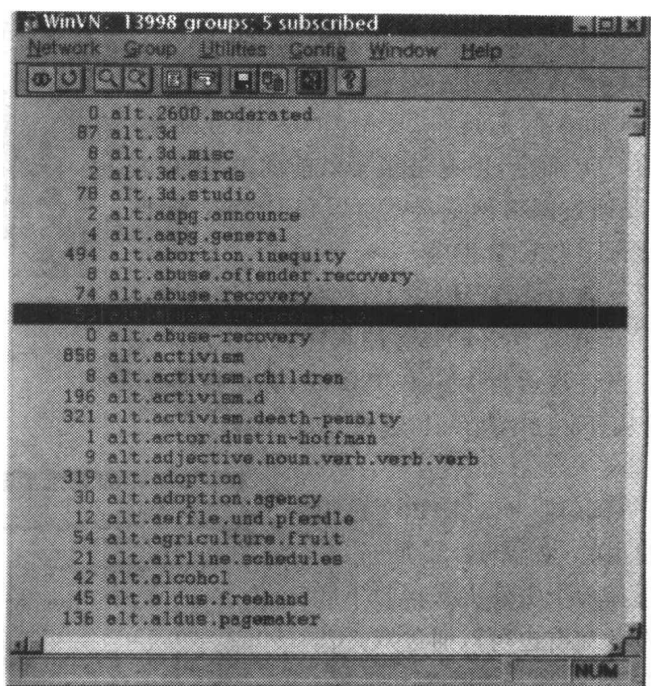 WinVN: 13998 groups; 5 subscribed
Network Group Utilities Config Window Help
0 alt.2600.moderated
87 alt.3d
8 alt.3d.misc
2 alt.3d.sirds
78 alt.3d.studio
2 alt.aapg.announce
4 alt.aapg.general
494 alt.abortion.inequity
8 alt.abuse.offender.recovery
74 alt.abuse.recovery
0 alt.abuse-recovery
858 alt.activism
8 alt.activism.children
196 alt.activism.d
321 alt.activism.death-penalty
1 alt.actor.dustin-hoffman
9 alt.adjective.noun.verb.verb.verb
319 alt.adoption
30 alt.adoption.agency
12 alt.aeffle.und.pferdle
54 alt.agriculture.fruit
21 alt.airline.schedules
42 alt.alcohol
45 alt.aldus.freehand
136 alt.aldus.pagemaker
NUM